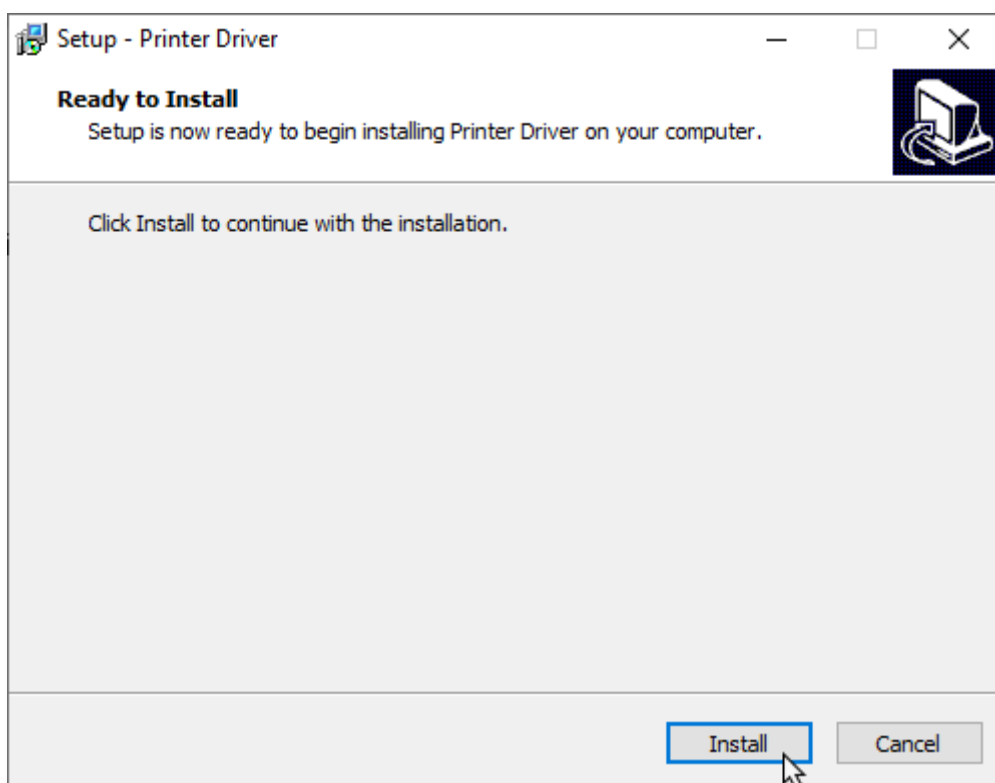 Setup - Printer Driver
Ready to Install
Setup is now ready to begin installing Printer Driver on your computer.
Click Install to continue with the installation.
Install
Cancel